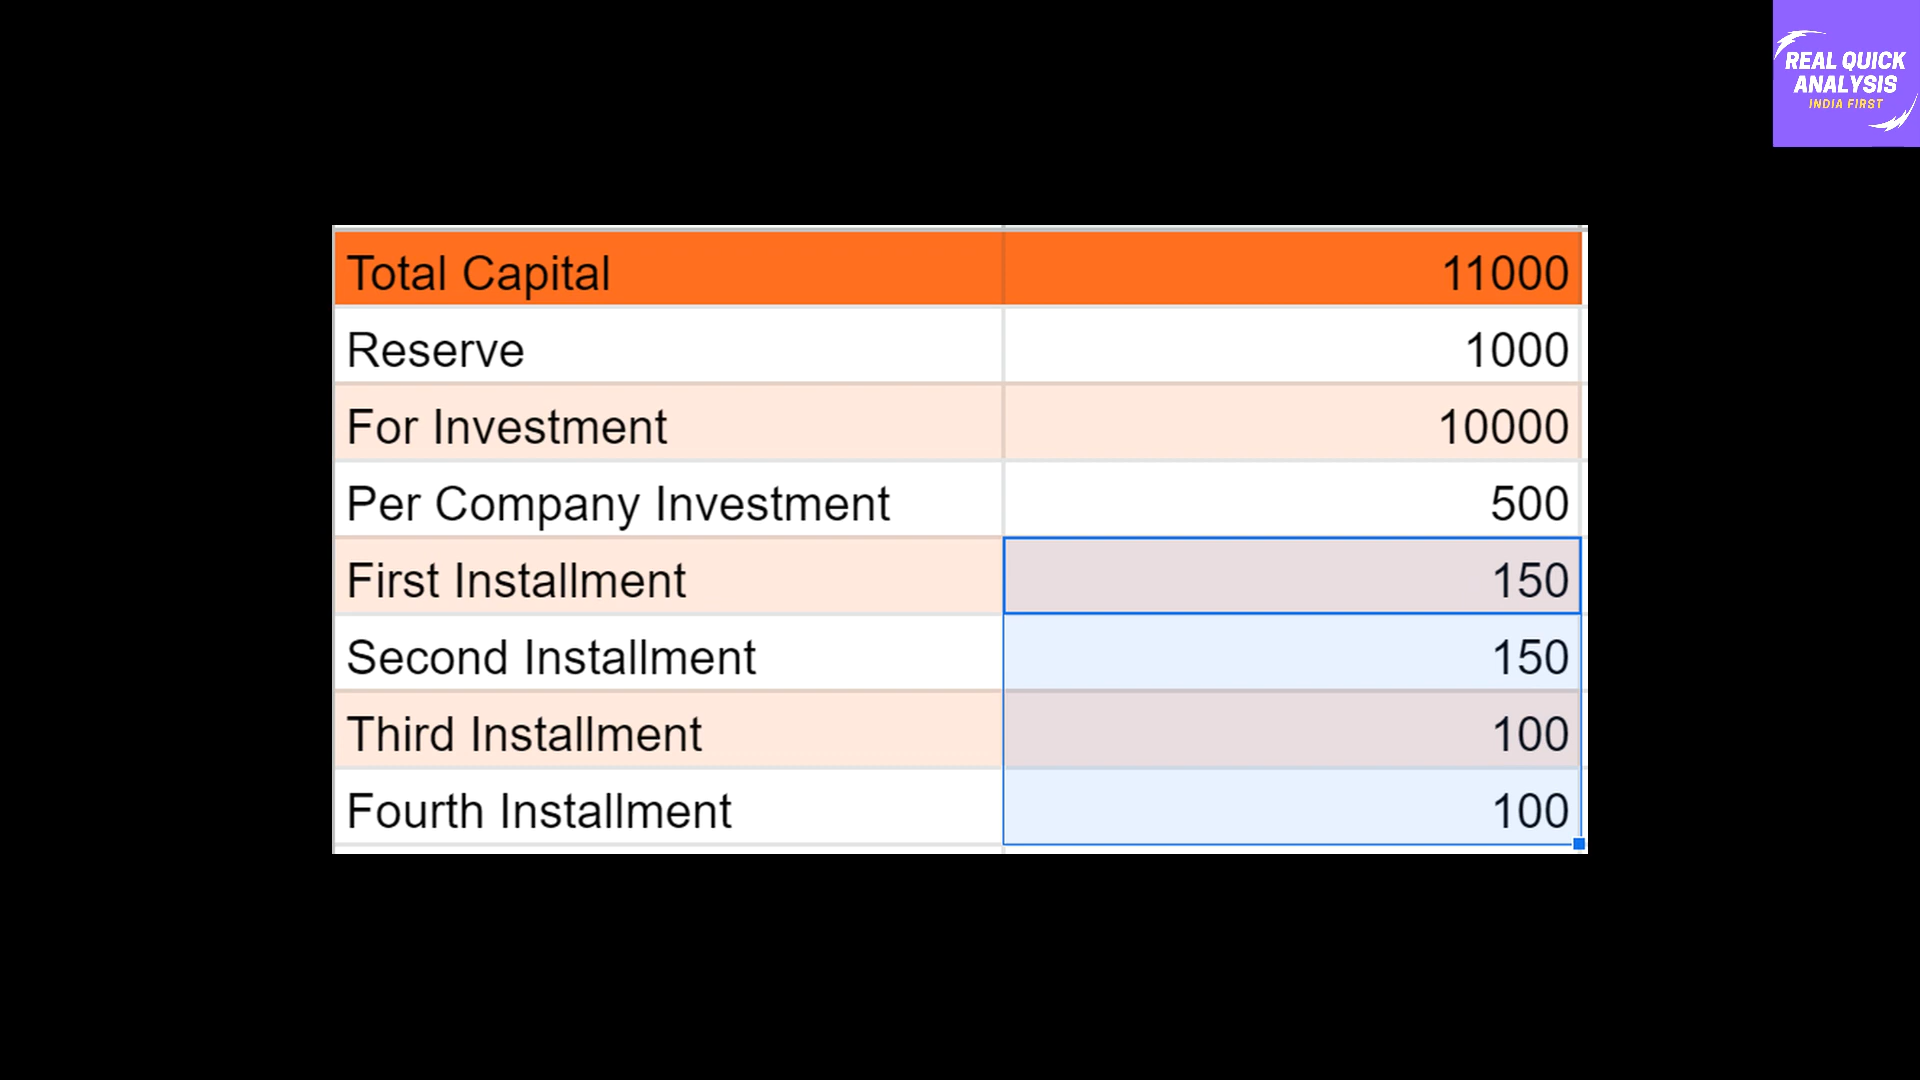 REAL QUICK
ANALYSIS
INDIA FIRST
Total Capital 11000
Reserve 1000
For Investment 10000
Per Company Investment 500
First Installment 150
Second Installment 150
Third Installment 100
Fourth Installment 100